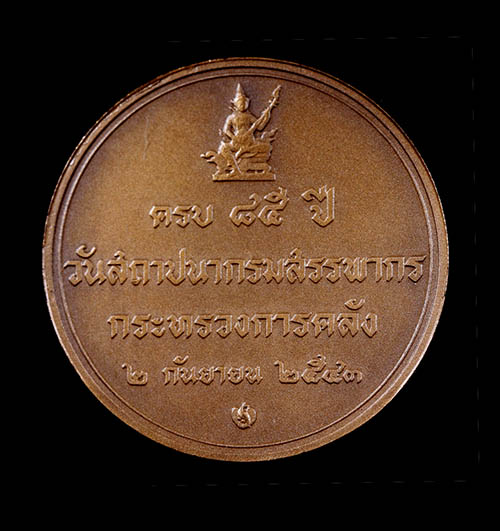 ครบ ๘๕ ปี
วันสถาปนากรมสรรพากร
กระทรวงการคลัง
๒ กันยายน ๒๕๔๓